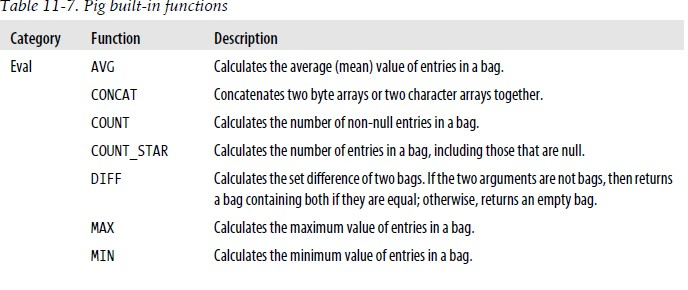 Table 11-7. Pig built-in functions
Category Function Description
Eval AVG Calculates the average (mean) value of entries in a bag.
CONCAT Concatenates two byte arrays or two character arrays together.
COUNT Calculates the number of non-null entries in a bag.
COUNT_STAR Calculates the number of entries in a bag, including those that are null.
DIFF Calculates the set difference of two bags. If the two arguments are not bags, then returns
a bag containing both if they are equal; otherwise, returns an empty bag.
MAX Calculates the maximum value of entries in a bag.
MIN Calculates the minimum value of entries in a bag.